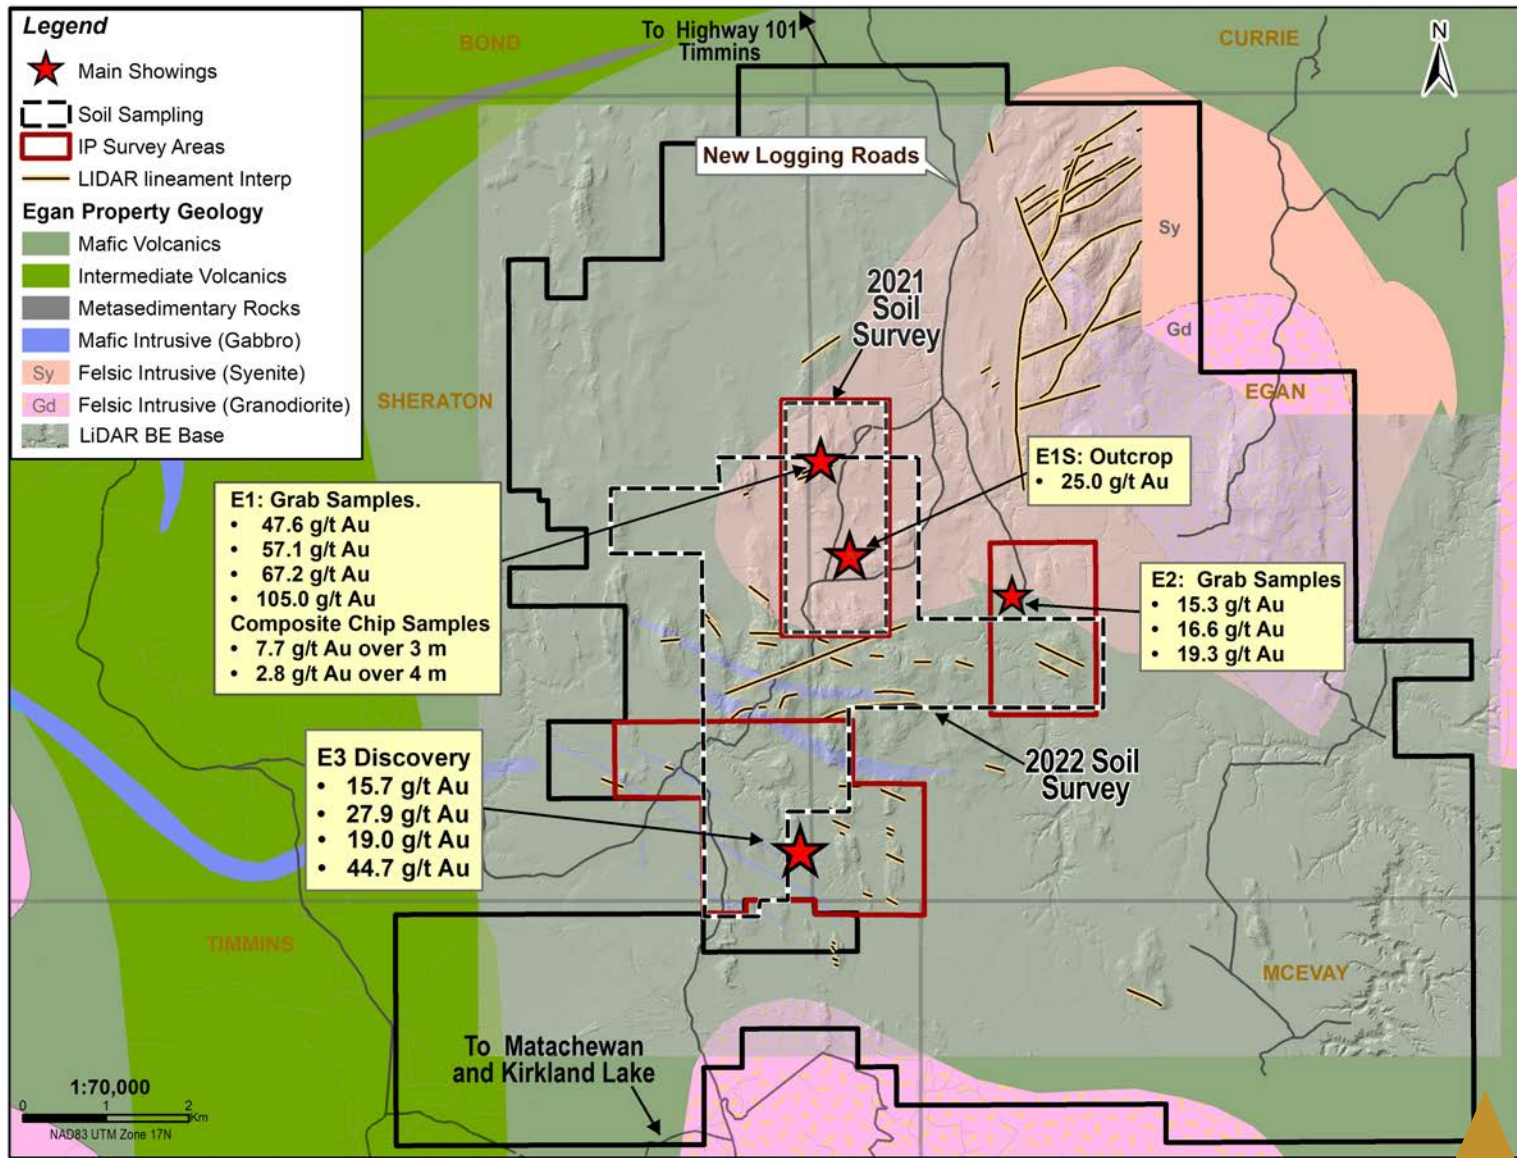 Legend
Main Showings
Soil Sampling
IP Survey Areas
LIDAR lineament Interp
Egan Property Geology
Mafic Volcanics
Intermediate Volcanics
Metasedimentary Rocks
Mafic Intrusive (Gabbro)
Sy Felsic Intrusive (Syenite)
Gd Felsic Intrusive (Granodiorite)
LiDAR BE Base
BOND
To Highway 101
Timmins
CURRIE
N
New Logging Roads
Sy
2021
Soil
Survey
Gd
SHERATON
EGAN
E1S: Outcrop
• 25.0 g/t Au
E1: Grab Samples.
• 47.6 g/t Au
• 57.1 g/t Au
• 67.2 g/t Au
• 105.0 g/t Au
Composite Chip Samples
• 7.7 g/t Au over 3 m
• 2.8 g/t Au over 4 m
E2: Grab Samples
• 15.3 g/t Au
• 16.6 g/t Au
• 19.3 g/t Au
E3 Discovery
• 15.7 g/t Au
• 27.9 g/t Au
• 19.0 g/t Au
• 44.7 g/t Au
2022 Soil
Survey
TIMMINS
MCEVAY
To Matachewan
and Kirkland Lake
1:70,000
0 1 2
Km
NAD83 UTM Zone 17N